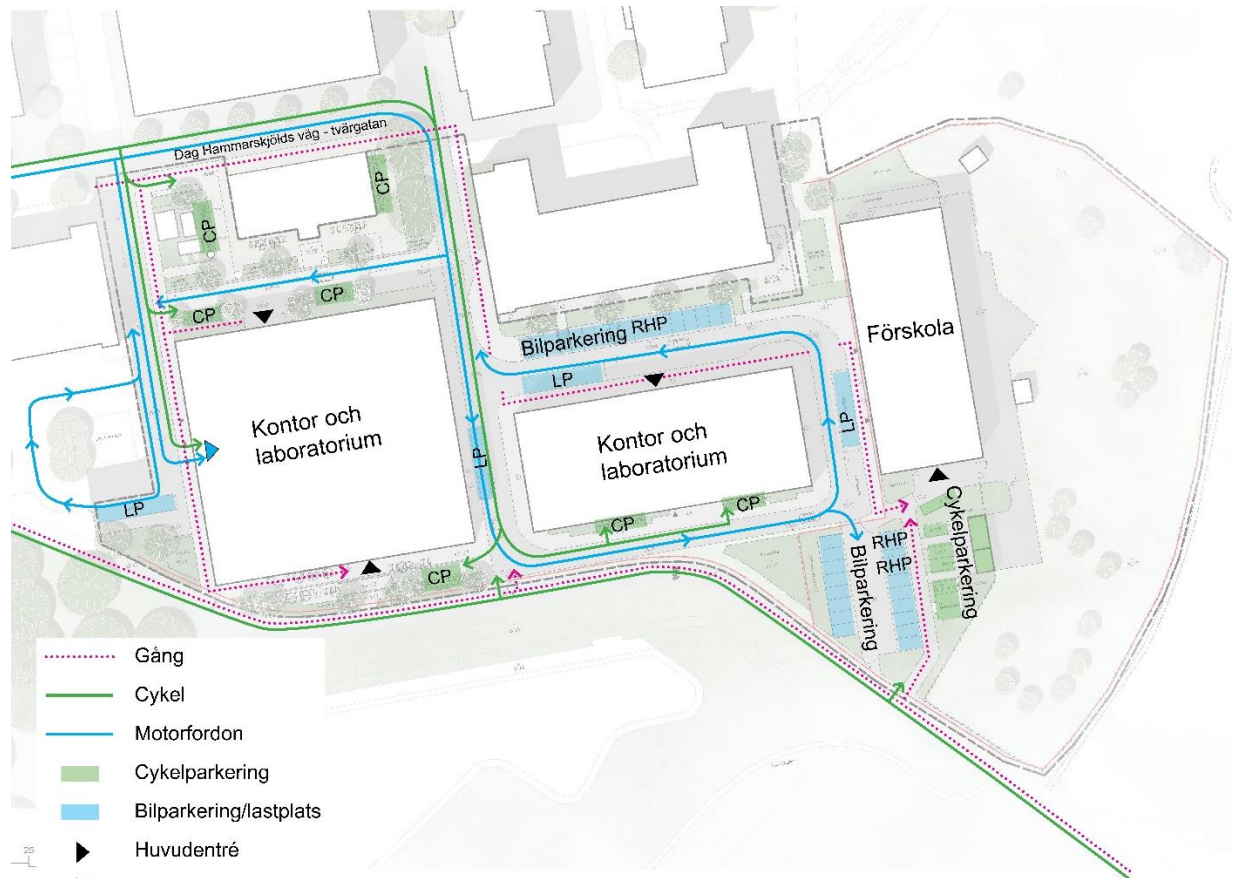 Dag Hammarskjölds väg - tvärgatan
CP
CP
CP
CP
Bilparkering RHP
LP
Förskola
Kontor och
laboratorium
Kontor och
laboratorium
LP
LP
LP
CP
CP
CP
RHP
RHP
Bilparkering
Cykelparkering
Gång
Cykel
Motorfordon
Cykelparkering
Bilparkering/lastplats
Huvudentré
25